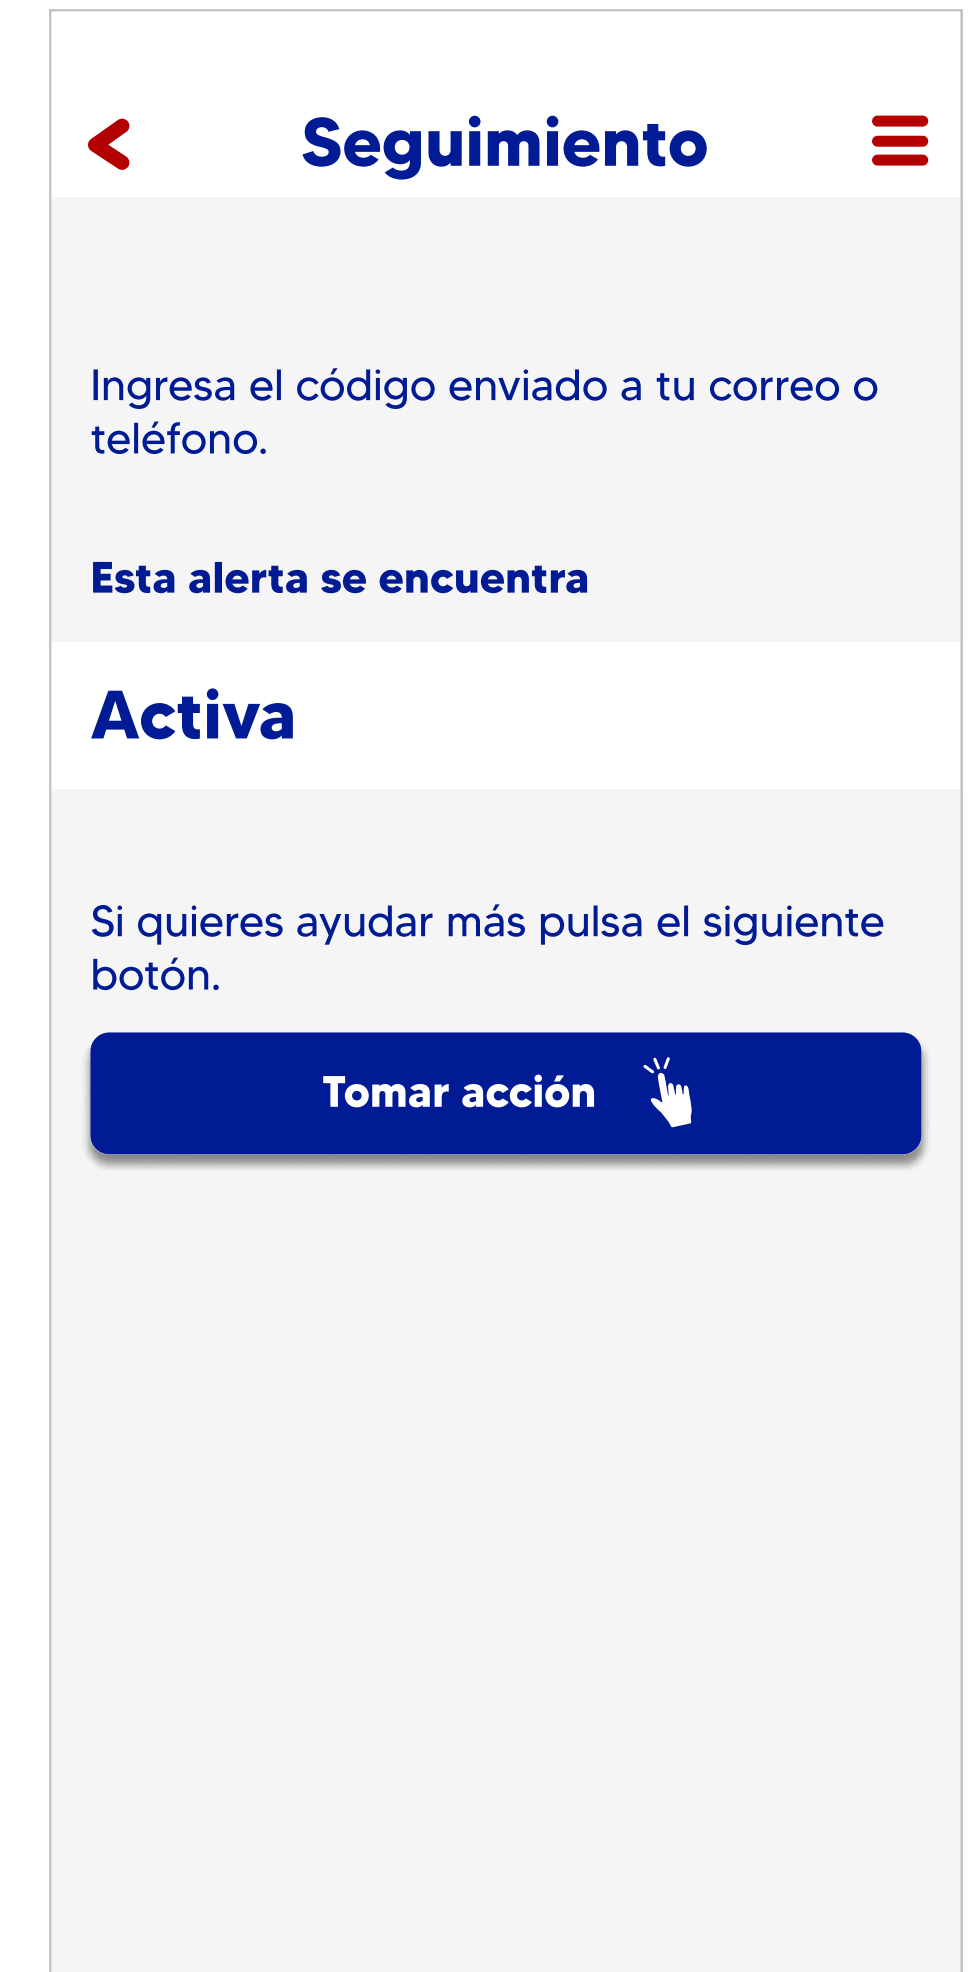 Seguimiento
Ingresa el código enviado a tu correo o
teléfono.
Esta alerta se encuentra
Activa
Si quieres ayudar más pulsa el siguiente
botón.
Tomar acción